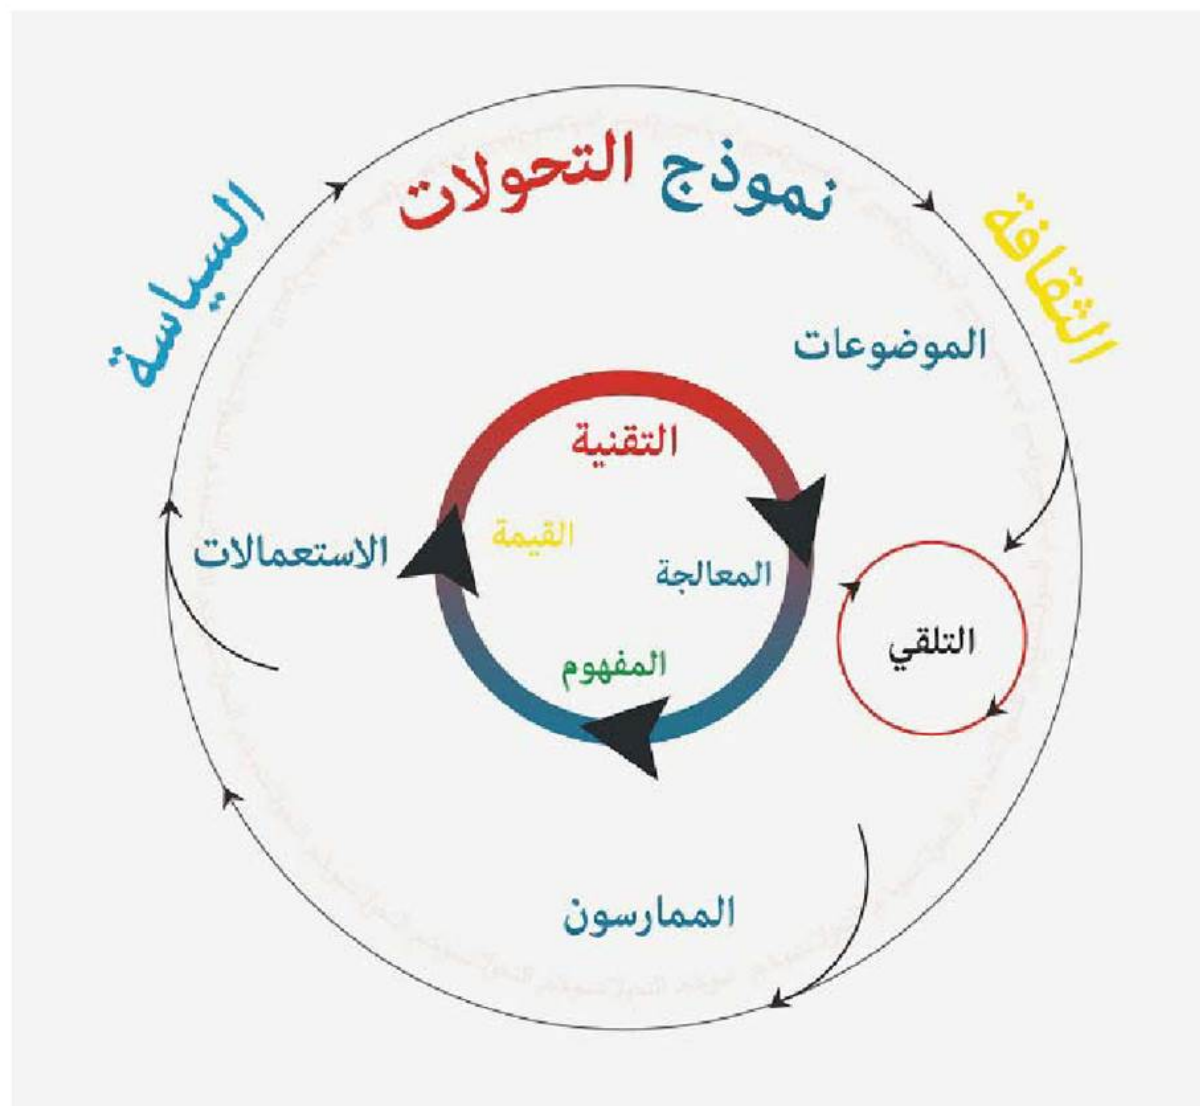 نموذج التحولات
السياسة
الثقافة
الموضوعات
التقنية
القيمة
المعالجة
المفهوم
الاستعمالات
التلقي
الممارسون